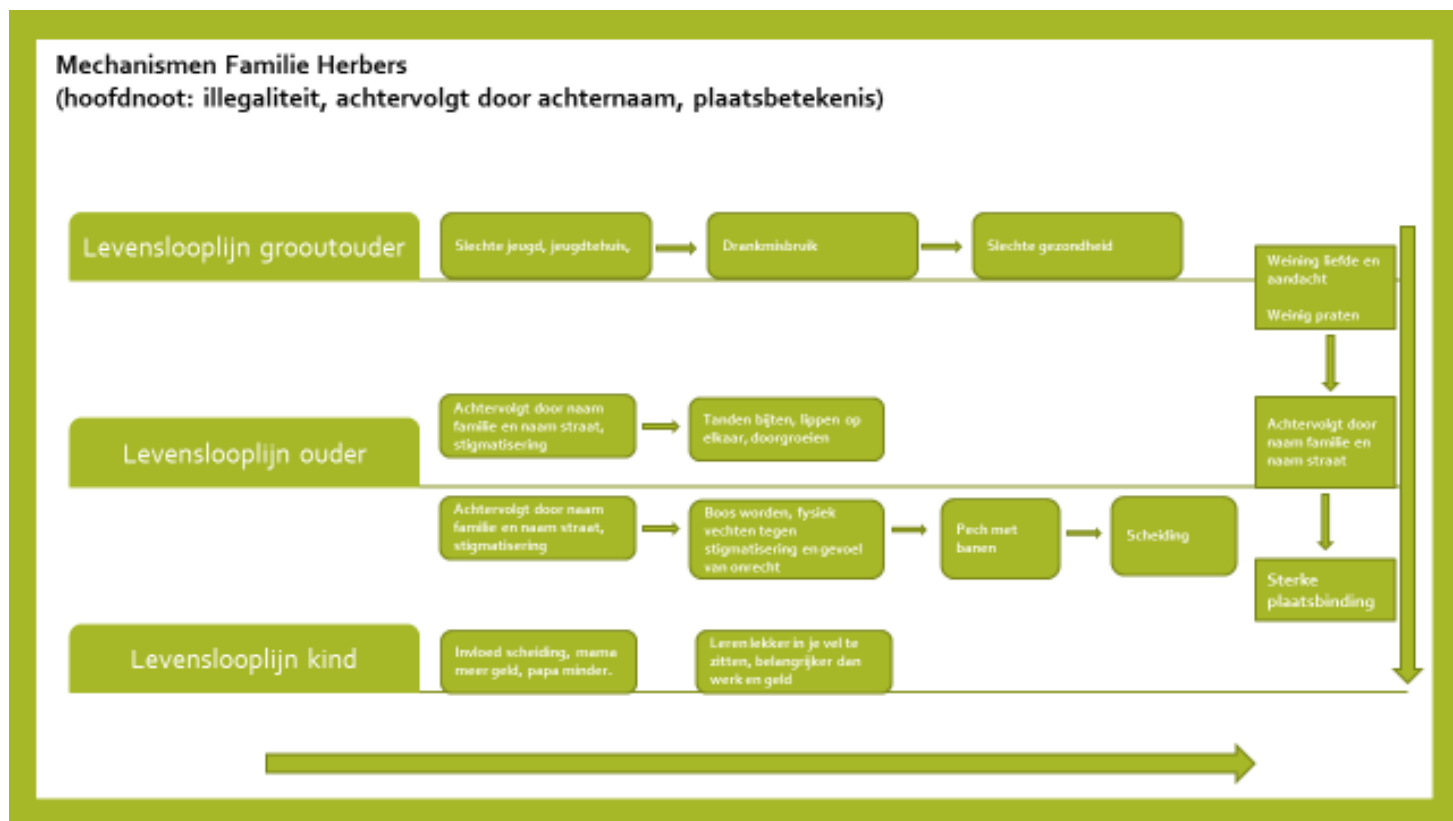 Mechanismen Familie Herbers
(hoofdnoot: illegaliteit, achtervolgt door achternaam, plaatsbetekenis)
Levenslooplijn grooutouder
Slechte jeugd, jeugdtehuis,
Drankmisbruik
Slechte gezondheid
Weining liefde en
aandacht
Weinig praten
Levenslooplijn ouder
Achtervolgt door naam
familie en naam straat,
stigmatisering
Tanden bijten, lippen op
elkaar, doorgroeien
Achtervolgt door
naam familie en
naam straat
Achtervolgt door naam
familie en naam straat,
stigmatisering
Boos worden, fysiek
vechten tegen
stigmatisering en gevoel
van onrecht
Pech met
banen
Scheiding
Sterke
plaatsbinding
Levenslooplijn kind
Invloed scheiding, mama
meer geld, papa minder.
Leren lekker in je vel te
zitten, belangrijker dan
werk en geld